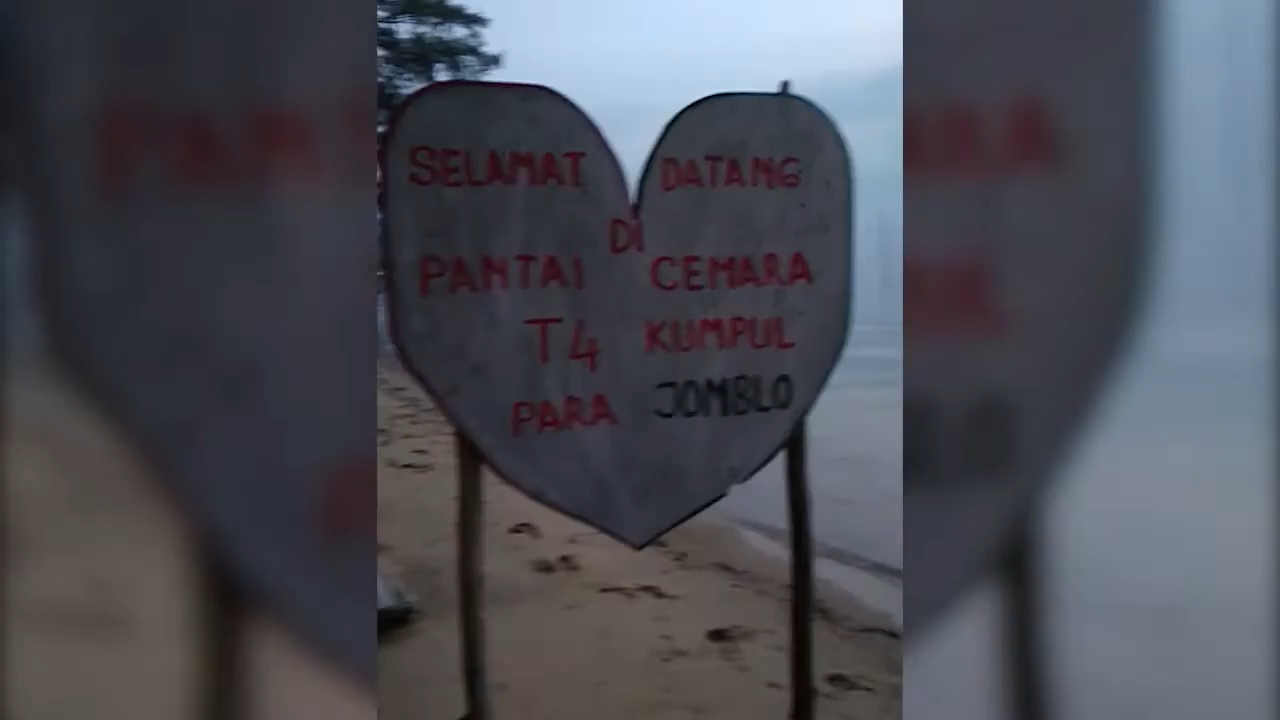 SELAMAT DATANG
DI
PANTAI CEMARA
T4 KUMPUL
PARA JOMBLO